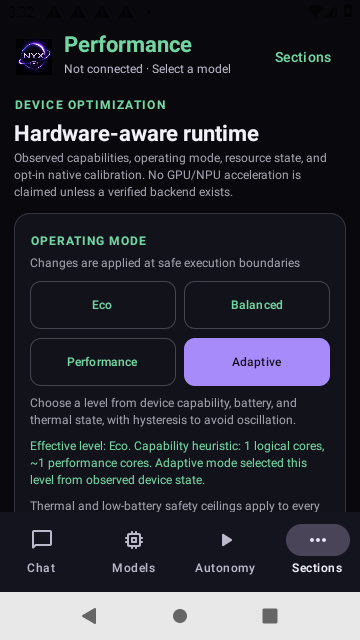 NYX
Performance
Not connected · Select a model
Sections
DEVICE OPTIMIZATION
Hardware-aware runtime
Observed capabilities, operating mode, resource state, and
opt-in native calibration. No GPU/NPU acceleration is
claimed unless a verified backend exists.
OPERATING MODE
Changes are applied at safe execution boundaries
Eco
Balanced
Performance
Adaptive
Choose a level from device capability, battery, and
thermal state, with hysteresis to avoid oscillation.
Effective level: Eco. Capability heuristic: 1 logical cores,
~1 performance cores. Adaptive mode selected this
level from observed device state.
Thermal and low-battery safety ceilings apply to every
Chat
Models
Autonomy
Sections